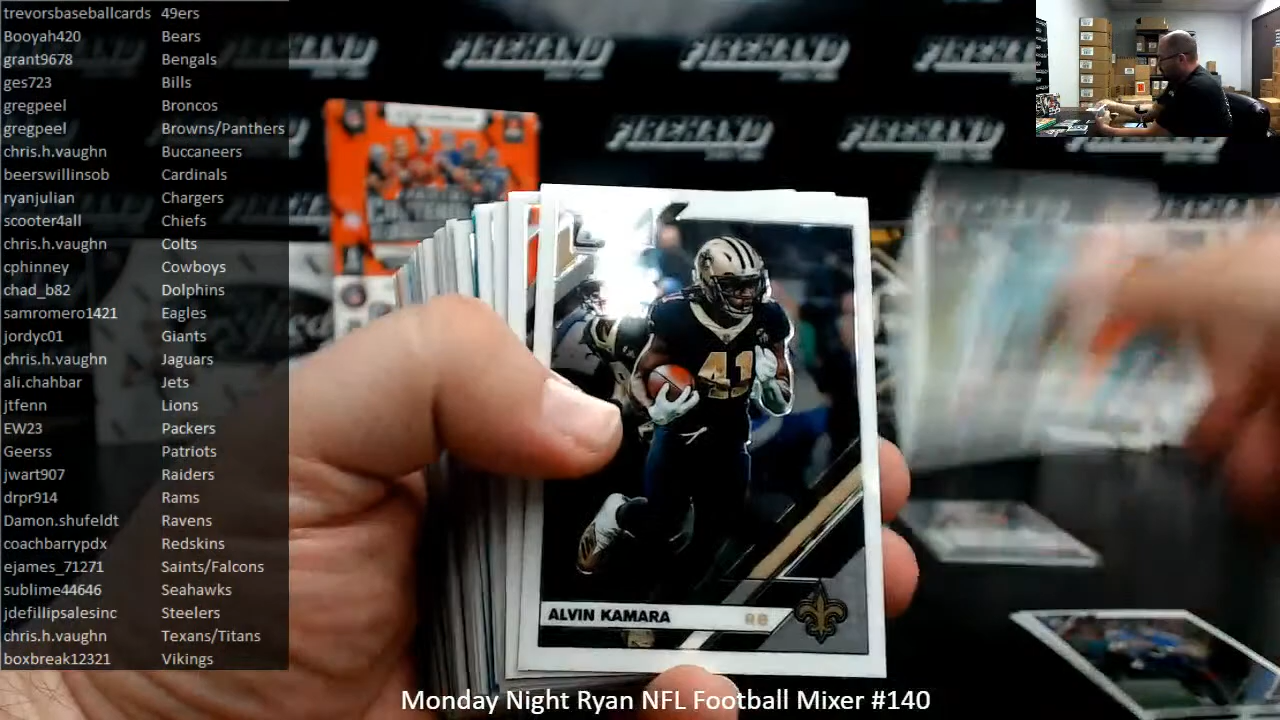 trevorsbaseballcards 49ers
Booyah420 Bears
grant9678 Bengals
ges723 Bills
gregpeel Broncos
gregpeel Browns/Panthers
chris.h.vaughn Buccaneers
beerswillinsob Cardinals
ryanjulian Chargers
scooter4all Chiefs
chris.h.vaughn Colts
cphinney Cowboys
chad_b82 Dolphins
samromero1421 Eagles
jordyc01 Giants
chris.h.vaughn Jaguars
ali.chahbar Jets
jtfenn Lions
EW23 Packers
Geerss Patriots
jwart907 Raiders
drpr914 Rams
Damon.shufeldt Ravens
coachbarrypdx Redskins
ejames_71271 Saints/Falcons
sublime44646 Seahawks
jdefillipsalesinc Steelers
chris.h.vaughn Texans/Titans
boxbreak12321 Vikings
FIREHAND FIREHAND FIREHAND
FIREHAND FIREHAND
41
ALVIN KAMARA RB
Monday Night Ryan NFL Football Mixer #140